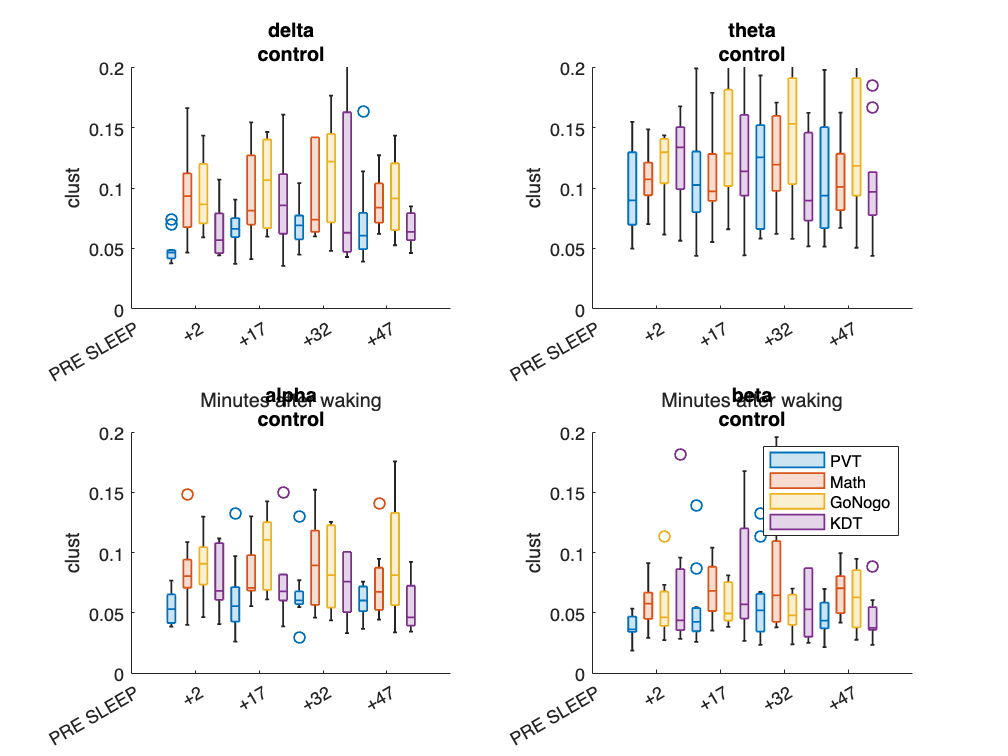 delta
control
theta
control
0.2
0.15
0.1
0.05
0
clust
PRE SLEEP
+2
+17
+32
+47
Minutes after waking
0.2
0.15
0.1
0.05
0
clust
PRE SLEEP
+2
+17
+32
+47
Minutes after waking
alpha
control
0.2
0.15
0.1
0.05
0
clust
PRE SLEEP
+2
+17
+32
+47
beta
control
0.2
0.15
0.1
0.05
0
clust
PRE SLEEP
+2
+17
+32
+47
PVT
Math
GoNogo
KDT